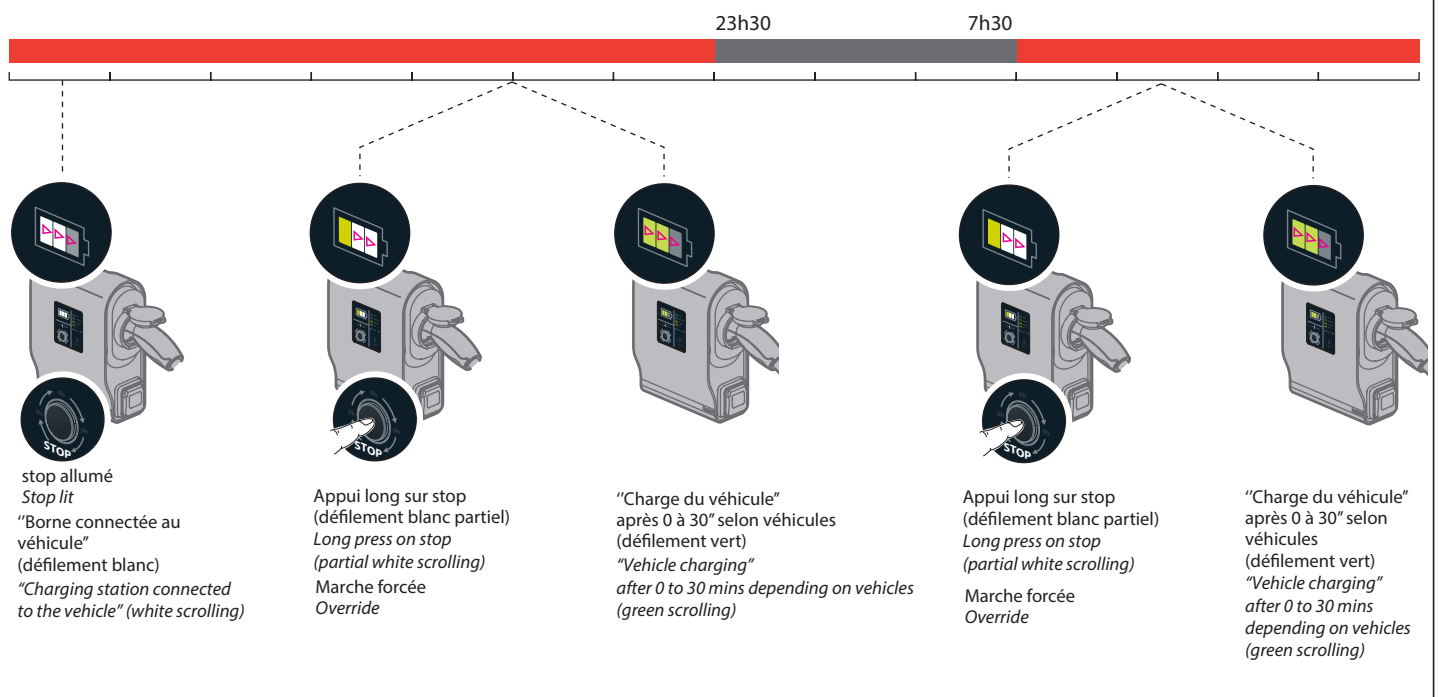 23h30
7h30
STOP
STOP
STOP
stop allumé
Stop lit
‘‘Borne connectée au
véhicule’’
(défilement blanc)
“Charging station connected
to the vehicle” (white scrolling)
Appui long sur stop
(défilement blanc partiel)
Long press on stop
(partial white scrolling)
Marche forcée
Override
‘‘Charge du véhicule’’
après 0 à 30’’ selon véhicules
(défilement vert)
“Vehicle charging”
after 0 to 30 mins depending on vehicles
(green scrolling)
Appui long sur stop
(défilement blanc partiel)
Long press on stop
(partial white scrolling)
Marche forcée
Override
‘‘Charge du véhicule’’
après 0 à 30’’ selon
véhicules
(défilement vert)
“Vehicle charging”
after 0 to 30 mins
depending on vehicles
(green scrolling)